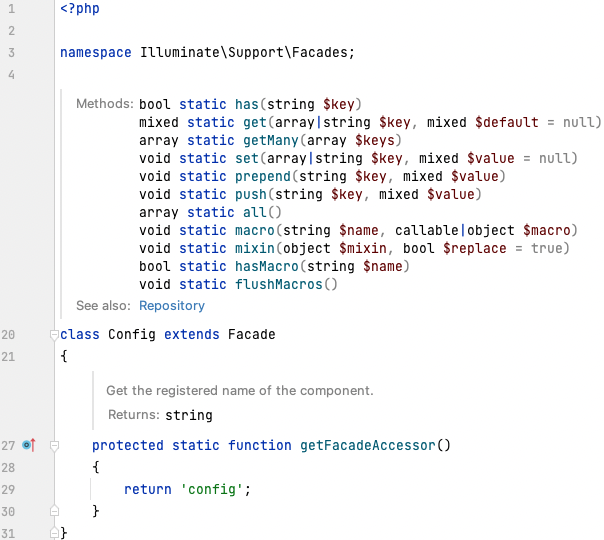 1 <?php
2
3 namespace Illuminate\Support\Facades;
4
Methods: bool static has(string $key)
mixed static get(array|string $key, mixed $default = null)
array static getMany(array $keys)
void static set(array|string $key, mixed $value = null)
void static prepend(string $key, mixed $value)
void static push(string $key, mixed $value)
array static all()
void static macro(string $name, callable|object $macro)
void static mixin(object $mixin, bool $replace = true)
bool static hasMacro(string $name)
void static flushMacros()
See also: Repository
20 class Config extends Facade
21 {
Get the registered name of the component.
Returns: string
27 protected static function getFacadeAccessor()
28 {
29 return 'config';
30 }
31 }